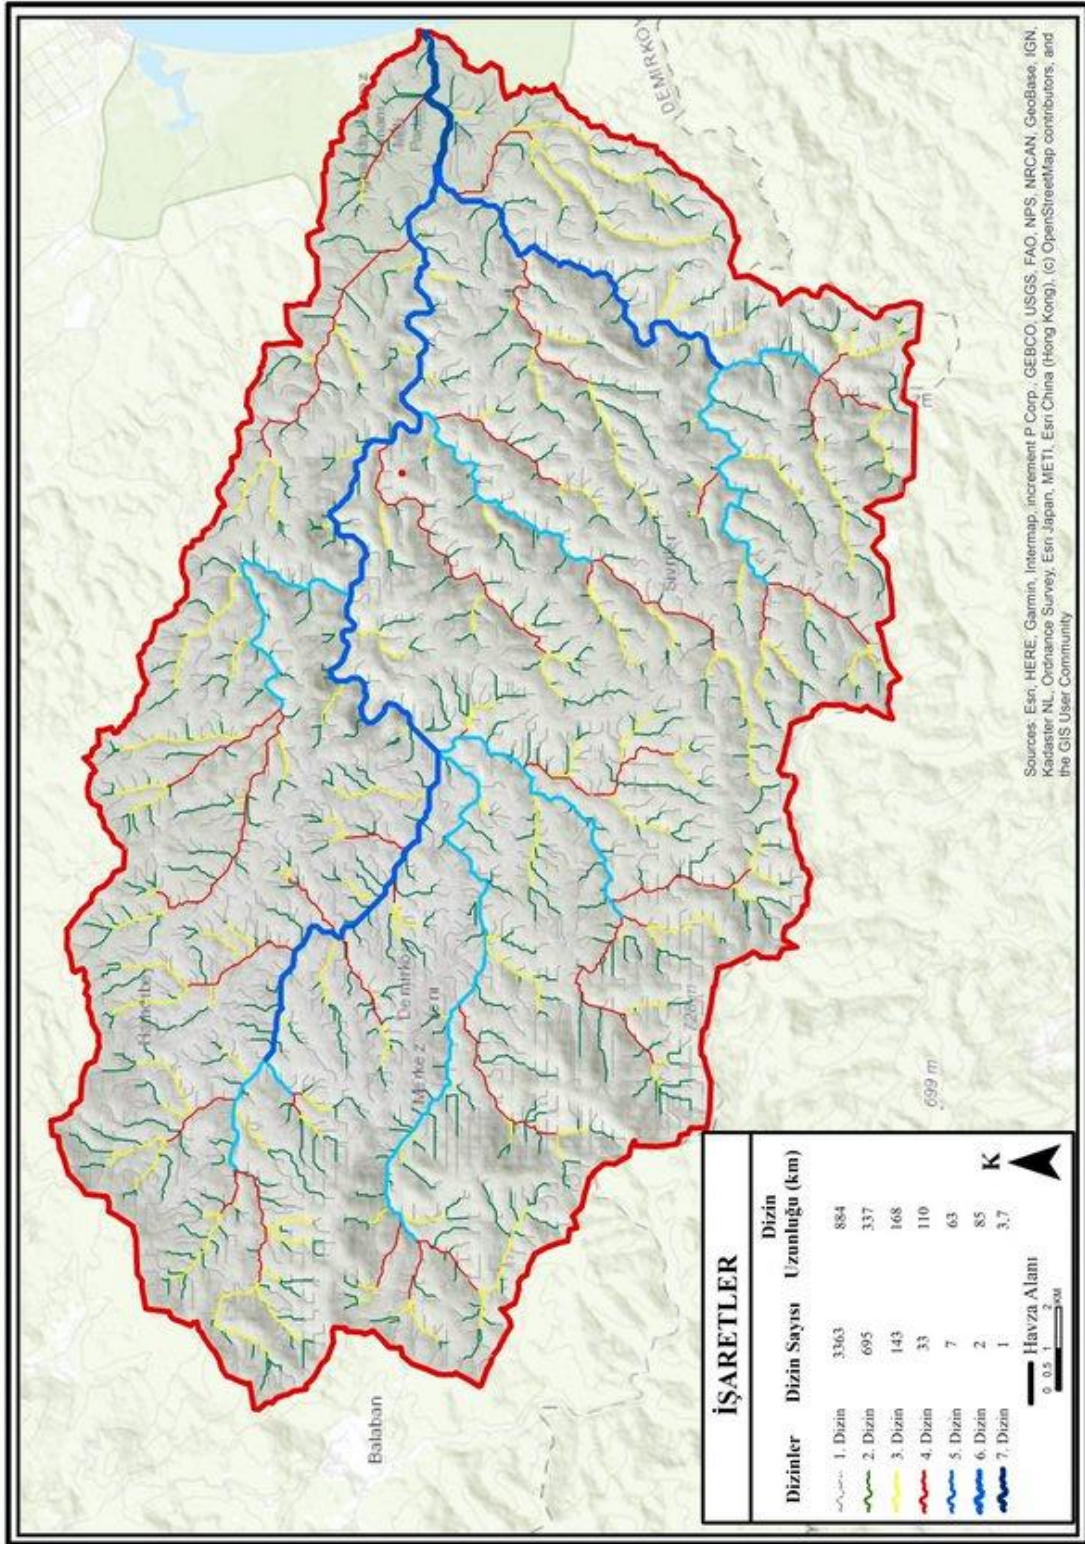 DEMIRKÖY
Sivriler
Balaban
699 m
Sources: Esri, HERE, Garmin, Intermap, increment P Corp., GEBCO, USGS, FAO, NPS, NRCAN, GeoBase, IGN,
Kadaster NL, Ordnance Survey, Esri Japan, METI, Esri China (Hong Kong), (c) OpenStreetMap contributors, and
the GIS User Community
İŞARETLER
Dizinler Dizin Sayısı Dizin Uzunluğu (km)
1. Dizin 3363 884
2. Dizin 695 337
3. Dizin 143 168
4. Dizin 33 110
5. Dizin 7 63
6. Dizin 2 85
7. Dizin 1 3.7
Havza Alanı
0 0.5 1 2 KM
K